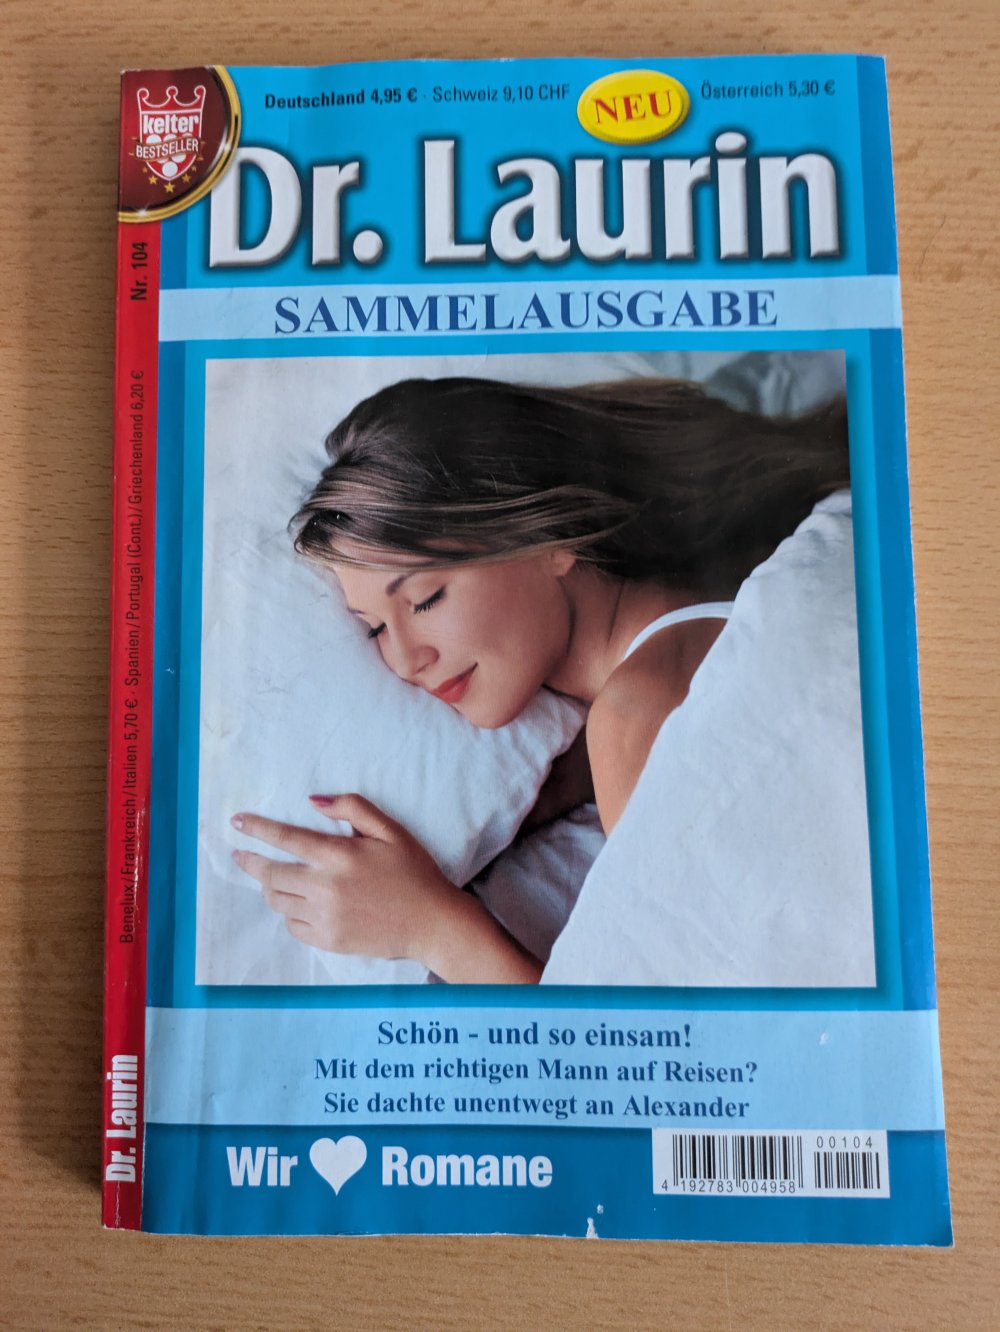 kelter
BESTSELLER
Deutschland 4,95 € · Schweiz 9,10 CHF
NEU
Österreich 5,30 €
Dr. Laurin
SAMMELAUSGABE
Nr. 104
Benelux/Frankreich/Italien 5,70 € · Spanien/Portugal (Cont.)/Griechenland 6,20 €
Dr. Laurin
Schön - und so einsam!
Mit dem richtigen Mann auf Reisen?
Sie dachte unentwegt an Alexander
Wir Romane
00104
4 192783 004958